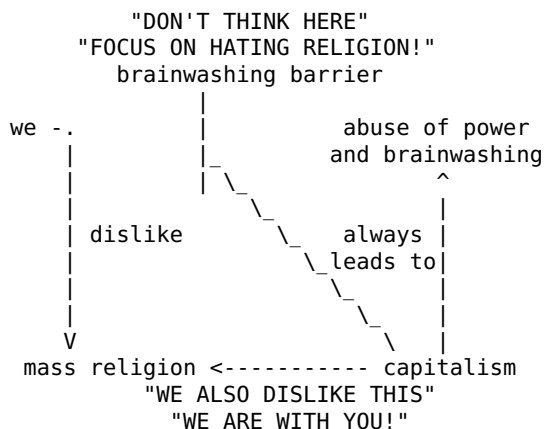 "DON'T THINK HERE"
"FOCUS ON HATING RELIGION!"
brainwashing barrier
we abuse of power
and brainwashing
dislike always
leads to
mass religion <----------- capitalism
"WE ALSO DISLIKE THIS"
"WE ARE WITH YOU!"